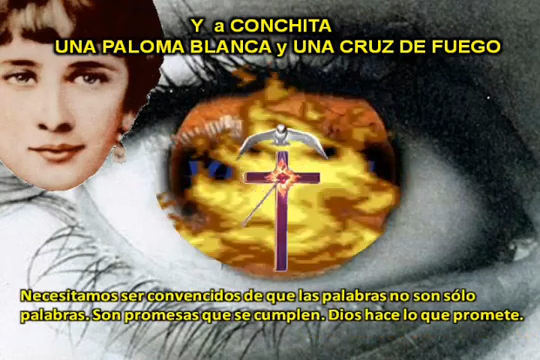 Y a CONCHITA
UNA PALOMA BLANCA y UNA CRUZ DE FUEGO
Necesitamos ser convencidos de que las palabras no son sólo
palabras. Son promesas que se cumplen. Dios hace lo que promete.